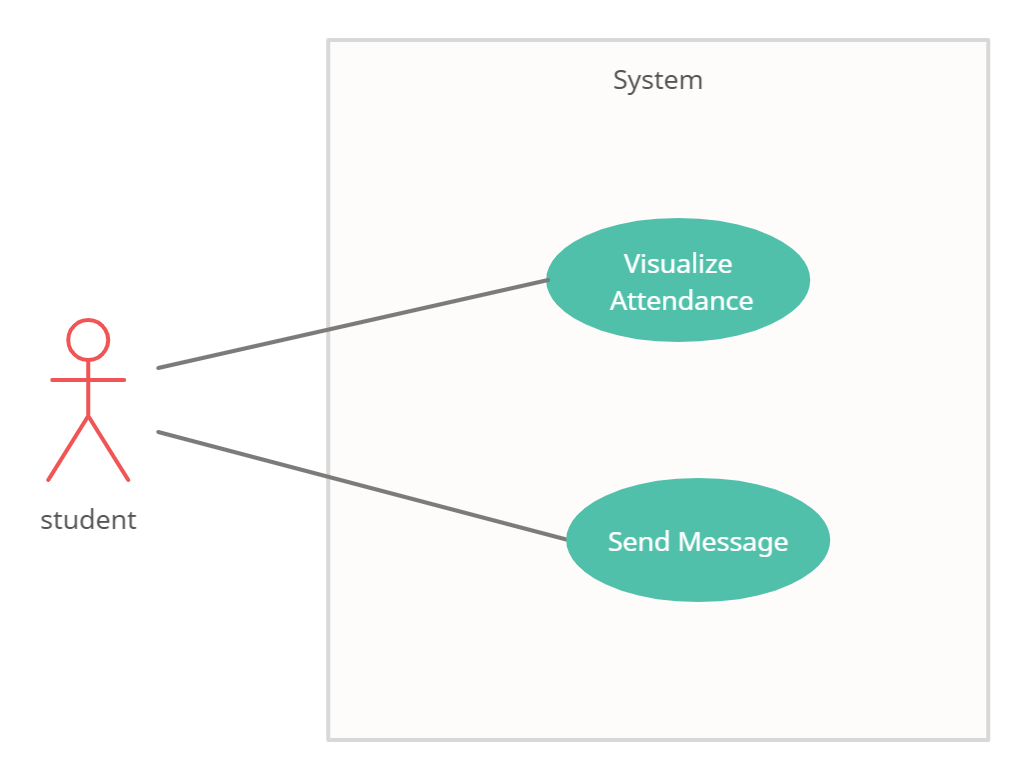 System
Visualize
Attendance
student
Send Message